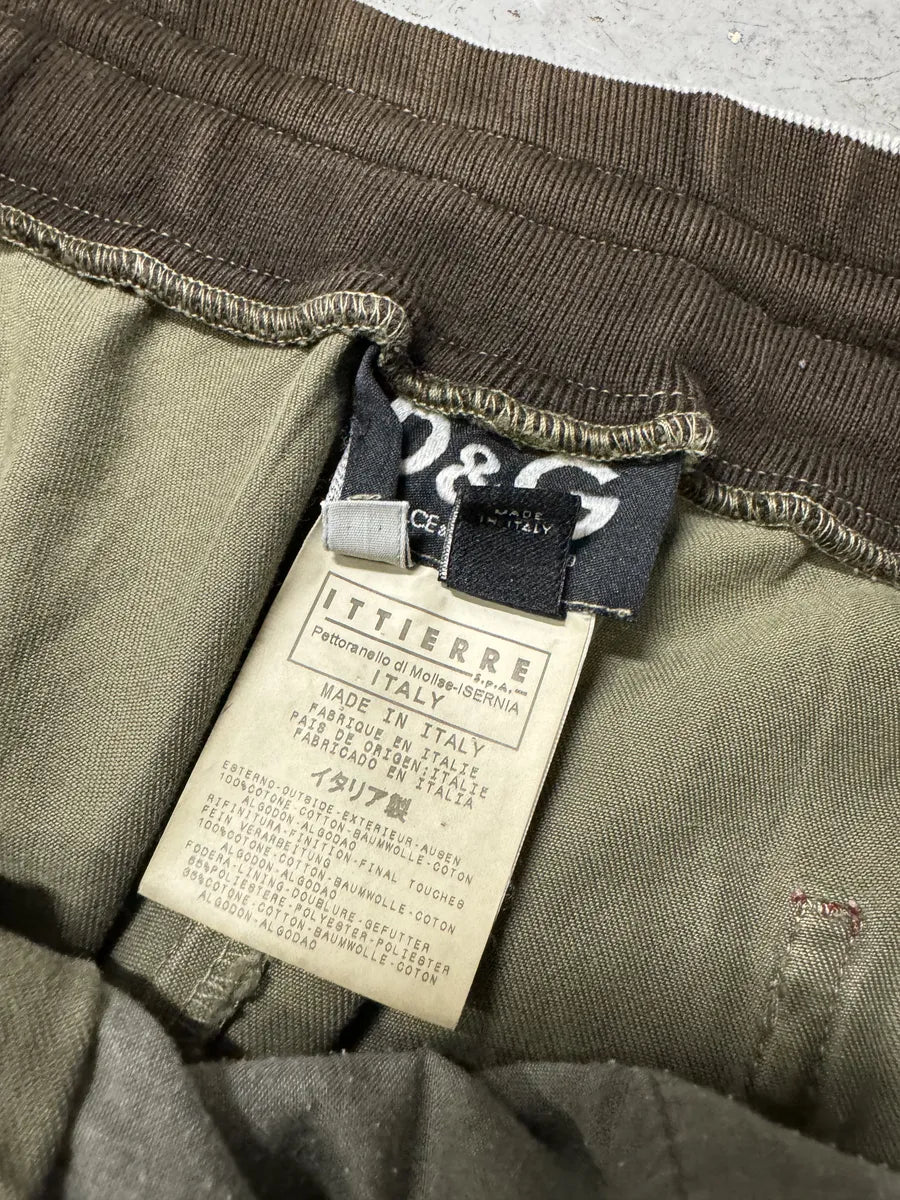 D&G
CE&
MADE
IN ITALY
ITTIERRE
S.P.A.
Pettoranello di Molise-ISERNIA
ITALY
MADE IN ITALY
FABRIQUE EN ITALIE
PAIS DE ORIGEN:ITALIE
FABRICADO EN ITALIA
イタリア製
ESTERNO-OUTSIDE-EXTERIEUR-AUSEN
100%COTONE-COTTON-BAUMWOLLE-COTON
ALGODON-ALGODAO
RIFINITURA-FINITION-FINAL TOUCHES
FEIN VERARBEITUNG
100%COTONE-COTTON-BAUMWOLLE-COTON
ALGODON-ALGODAO
FODERA-LINING-DOUBLURE-GEFUTTER
65%POLIESTERE-POLYESTER-POLIESTER
35%COTONE-COTTON-BAUMWOLLE-COTON
ALGODON-ALGODAO